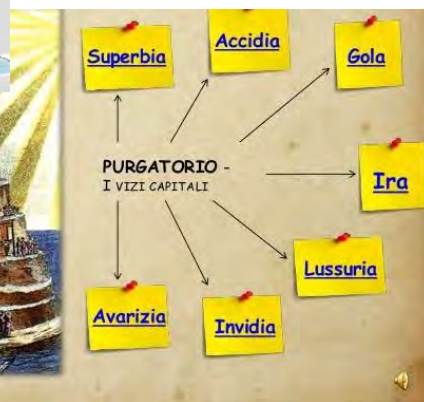 Superbia
Accidia
Gola
PURGATORIO -
I VIZI CAPITALI
Ira
Lussuria
Avarizia
Invidia